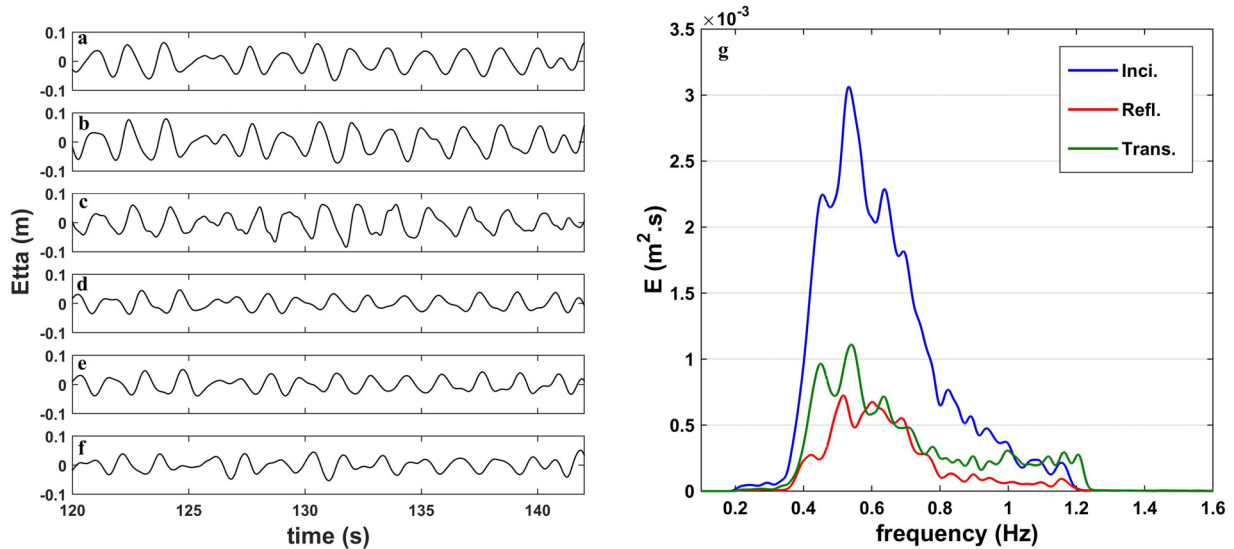 a
0.1
0
-0.1
b
0.1
0
-0.1
c
0.1
0
-0.1
d
0.1
0
-0.1
e
0.1
0
-0.1
f
0.1
0
-0.1
120 125 130 135 140
time (s)
Etta (m)
×10⁻³
g
3.5
3
2.5
2
1.5
1
0.5
0
0.2 0.4 0.6 0.8 1 1.2 1.4 1.6
frequency (Hz)
E (m².s)
Inci.
Refl.
Trans.